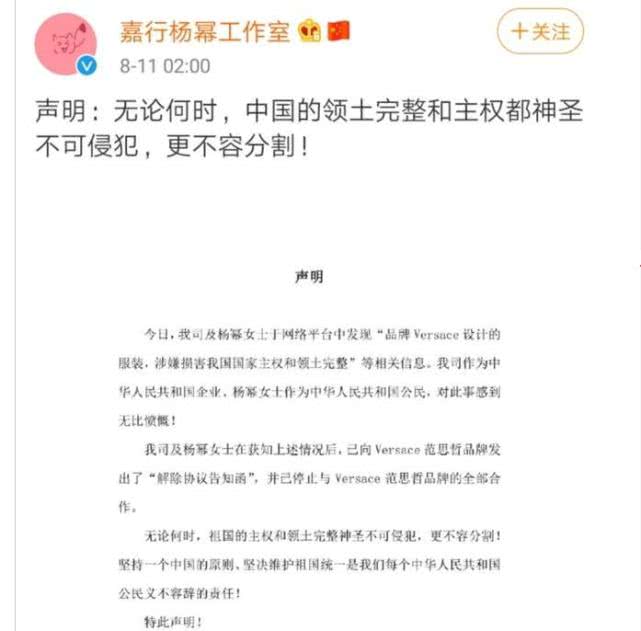 嘉行杨幂工作室
+关注
8-11 02:00
声明：无论何时，中国的领土完整和主权都神圣
不可侵犯，更不容分割！
声明
今日，我司及杨幂女士于网络平台中发现“品牌 Versace 设计的
服装，涉嫌损害我国国家主权和领土完整”等相关信息。我司作为中
华人民共和国企业、杨幂女士作为中华人民共和国公民，对此事感到
无比愤慨！
我司及杨幂女士在获知上述情况后，已向 Versace 范思哲品牌发
出了“解除协议告知函”，并已停止与 Versace 范思哲品牌的全部合
作。
无论何时，祖国的主权和领土完整神圣不可侵犯，更不容分割！
坚持一个中国的原则、坚决维护祖国统一是我们每个中华人民共和国
公民义不容辞的责任！
特此声明！